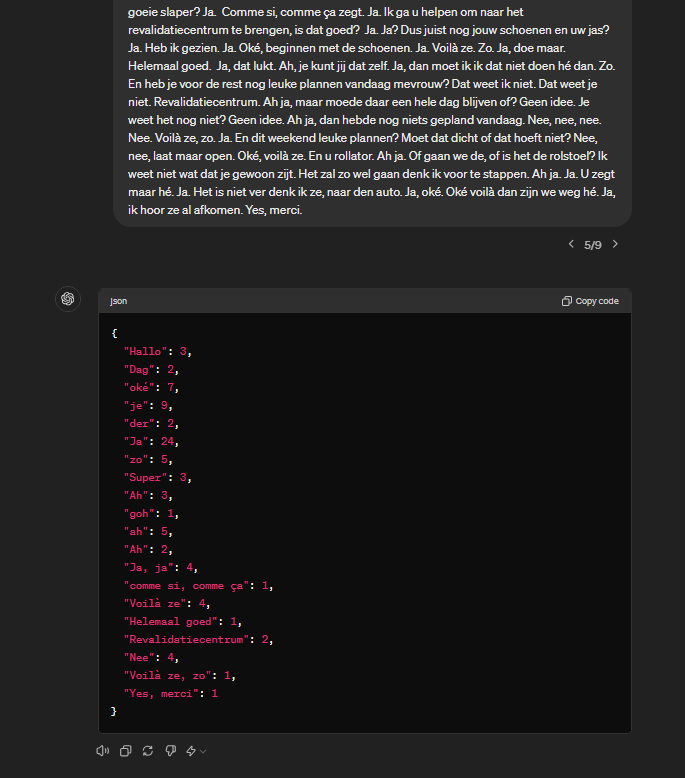 goeie slaper? Ja.  Comme si, comme ça zegt. Ja. Ik ga u helpen om naar het
revalidatiecentrum te brengen, is dat goed?  Ja. Ja? Dus juist nog jouw schoenen en uw jas?
Ja. Heb ik gezien. Ja. Oké, beginnen met de schoenen. Ja. Voilà ze. Zo. Ja, doe maar.
Helemaal goed.  Ja, dat lukt. Ah, je kunt jij dat zelf. Ja, dan moet ik ik dat niet doen hé dan. Zo.
En heb je voor de rest nog leuke plannen vandaag mevrouw? Dat weet ik niet. Dat weet je
niet. Revalidatiecentrum. Ah ja, maar moede daar een hele dag blijven of? Geen idee. Je
weet het nog niet? Geen idee. Ah ja, dan hebde nog niets gepland vandaag. Nee, nee, nee.
Nee. Voilà ze, zo. Ja. En dit weekend leuke plannen? Moet dat dicht of dat hoeft niet? Nee,
nee, laat maar open. Oké, voilà ze. En u rollator. Ah ja. Of gaan we de, of is het de rolstoel? Ik
weet niet wat dat je gewoon zijt. Het zal zo wel gaan denk ik voor te stappen. Ah ja. Ja. U zegt
maar hé. Ja. Het is niet ver denk ik ze, naar den auto. Ja, oké. Oké voilà dan zijn we weg hé. Ja,
ik hoor ze al afkomen. Yes, merci.
5/9
json
Copy code
{
"Hallo": 3,
"Dag": 2,
"oké": 7,
"je": 9,
"der": 2,
"Ja": 24,
"zo": 5,
"Super": 3,
"Ah": 3,
"goh": 1,
"ah": 5,
"Ah": 2,
"Ja, ja": 4,
"comme si, comme ça": 1,
"Voilà ze": 4,
"Helemaal goed": 1,
"Revalidatiecentrum": 2,
"Nee": 4,
"Voilà ze, zo": 1,
"Yes, merci": 1
}